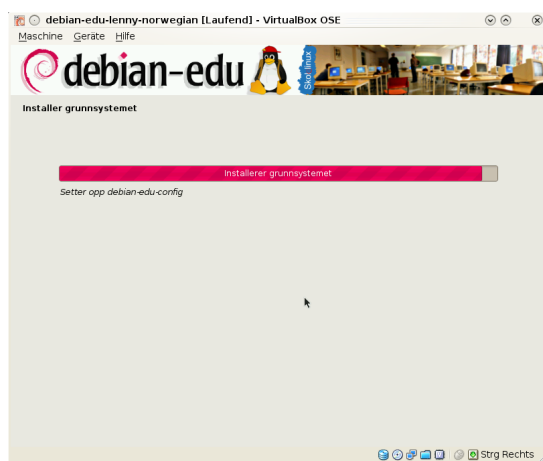 debian-edu-lenny-norwegian [Laufend] - VirtualBox OSE
Maschine Geräte Hilfe
debian-edu
Skol linux
Installer grunnsystemet
Installerer grunnsystemet
Setter opp debian-edu-config
Strg Rechts